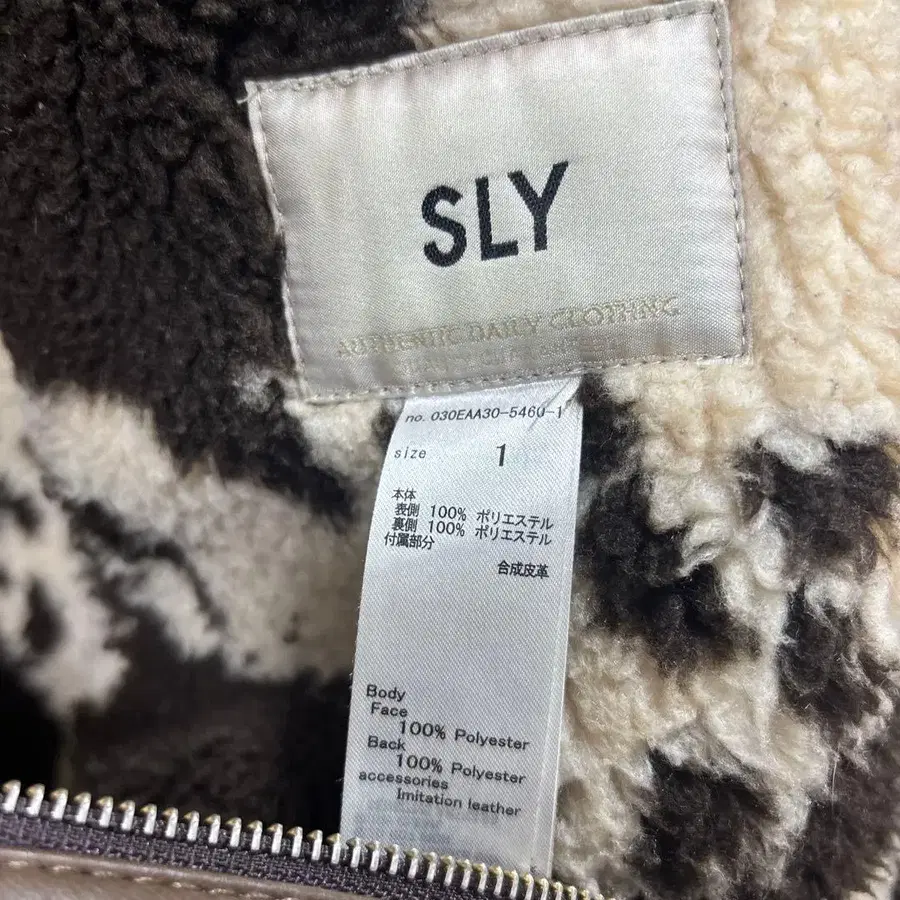 SLY
AUTHENTIC DAILY CLOTHING
no. 030EAA30-5460-1
size 1
本体
表側 100% ポリエステル
裏側 100% ポリエステル
付属部分
合成皮革
Body
Face
100% Polyester
Back
100% Polyester
accessories
Imitation leather